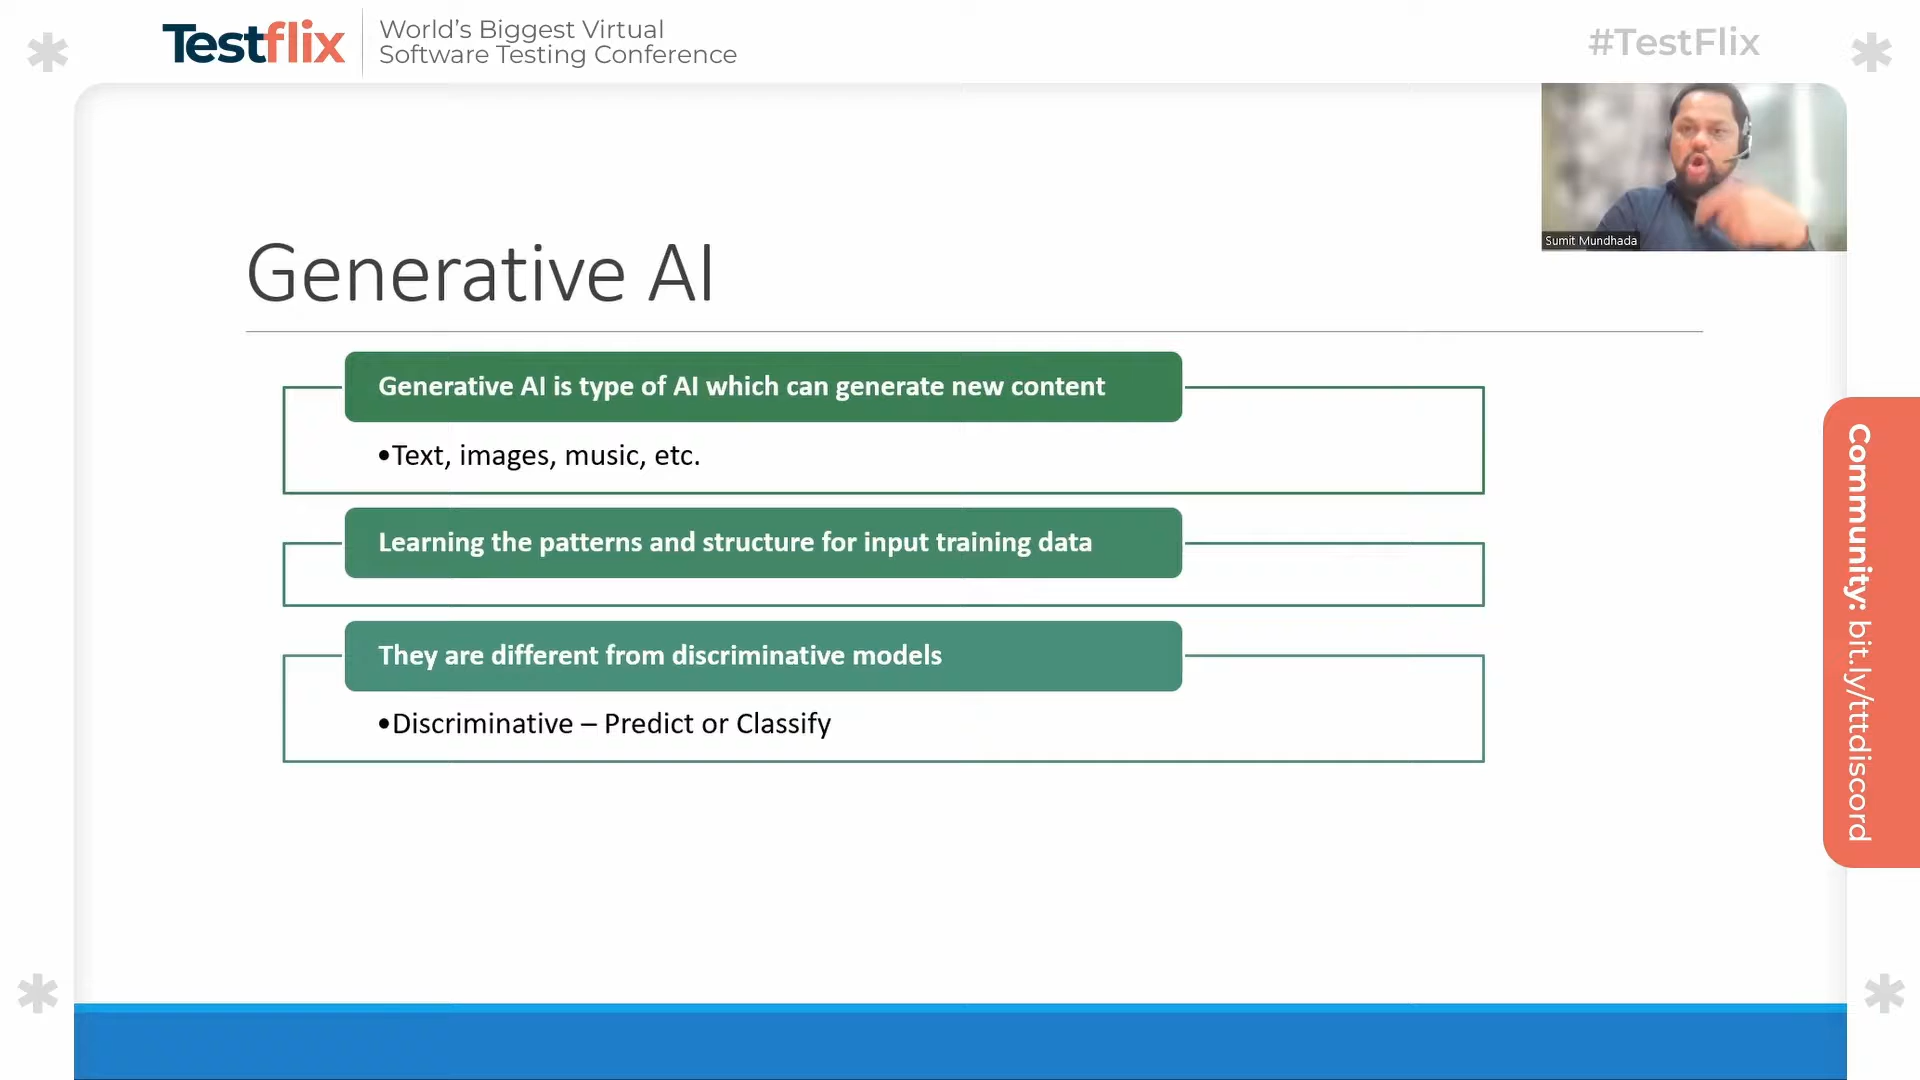 Testflix
World's Biggest Virtual
Software Testing Conference
#TestFlix
Sumit Mundhada
Generative AI
Generative AI is type of AI which can generate new content
•Text, images, music, etc.
Learning the patterns and structure for input training data
They are different from discriminative models
•Discriminative – Predict or Classify
Community: bit.ly/tttdiscord